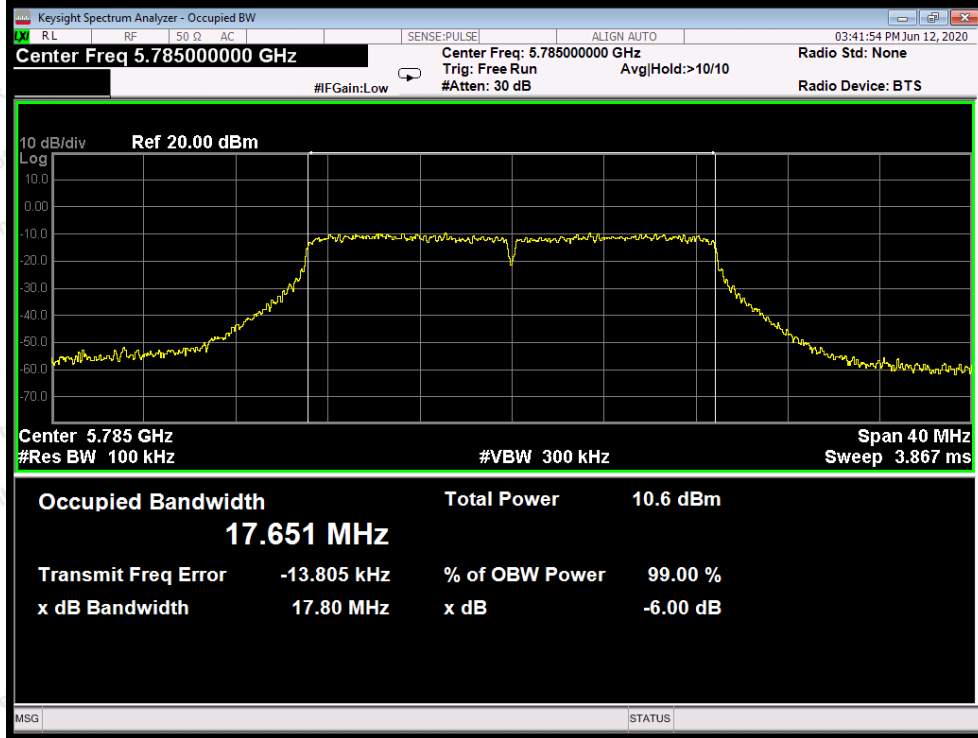 Keysight Spectrum Analyzer - Occupied BW
LXI RL RF 50 Ω AC SENSE:PULSE ALIGN AUTO 03:41:54 PM Jun 12, 2020
Center Freq 5.785000000 GHz
Center Freq: 5.785000000 GHz Radio Std: None
Trig: Free Run Avg|Hold:>10/10
#IFGain:Low #Atten: 30 dB Radio Device: BTS
10 dB/div Ref 20.00 dBm
Log
10.0
0.00
-10.0
-20.0
-30.0
-40.0
-50.0
-60.0
-70.0
Center 5.785 GHz Span 40 MHz
#Res BW 100 kHz #VBW 300 kHz Sweep 3.867 ms
Occupied Bandwidth Total Power 10.6 dBm
17.651 MHz
Transmit Freq Error -13.805 kHz % of OBW Power 99.00 %
x dB Bandwidth 17.80 MHz x dB -6.00 dB
MSG STATUS